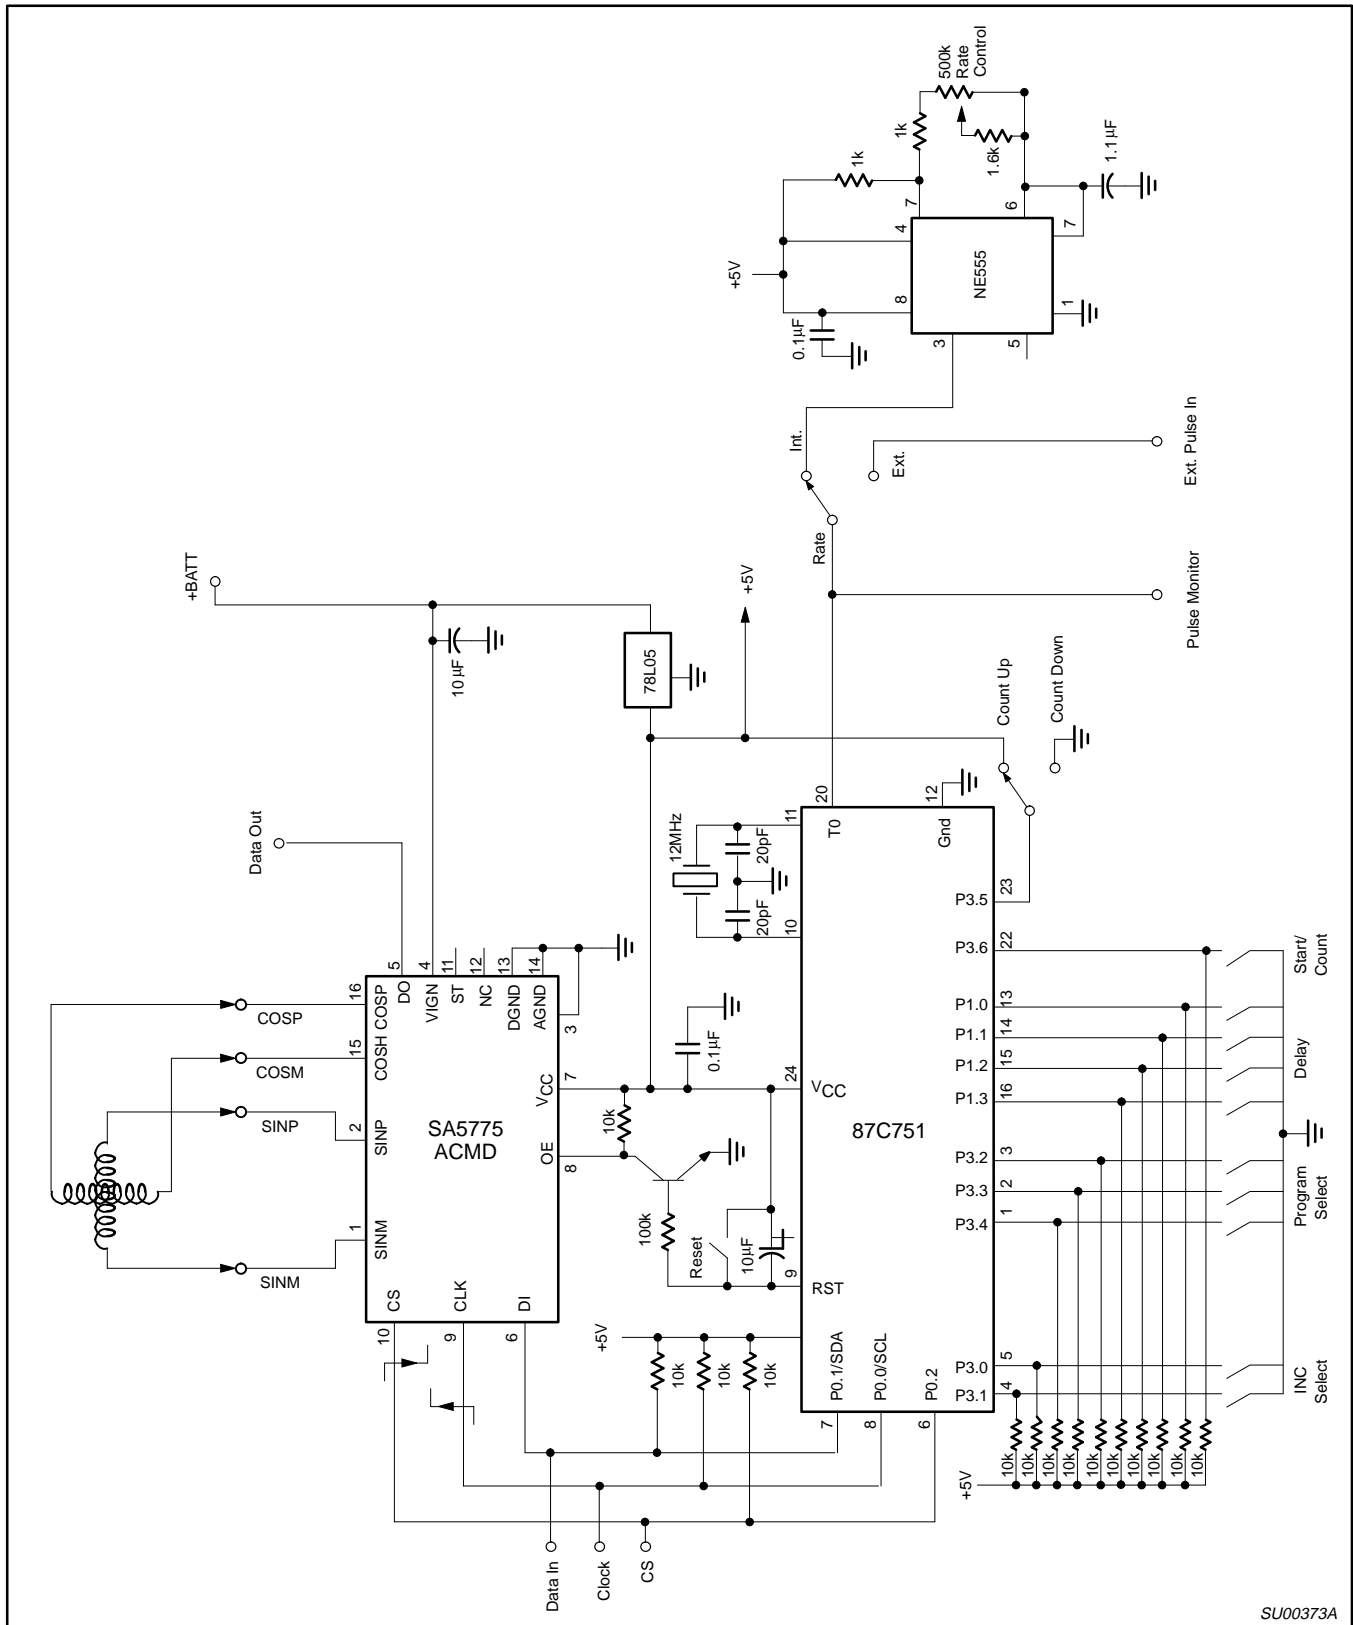 500k
Rate
Control
1k
1k
1.6k
1.1µF
7
6
4
7
NE555
+5V
8
1
0.1µF
3
5
Int.
Ext.
Ext. Pulse In
Rate
Pulse Monitor
+BATT
+5V
10µF
78L05
Count Up
Count Down
Data Out
20
12
11
T0
Gnd
12MHz
20pF
20pF
10
23
P3.5
22
P3.6
Start/
Count
5
4
11
12
13
14
DO
VIGN
ST
NC
DGND
AGND
3
16
COSP
COSP
15
COSH
COSM
2
SINP
SINP
1
SINM
SINM
SA5775
ACMD
7
VCC
OE
8
10k
0.1µF
24
VCC
87C751
13
P1.0
14
P1.1
15
P1.2
16
P1.3
Delay
3
P3.2
2
P3.3
1
P3.4
Program
Select
100k
Reset
10µF
9
RST
CS
CLK
DI
10
9
6
+5V
10k
10k
10k
P0.1/SDA
P0.0/SCL
P0.2
7
8
6
5
P3.0
4
P3.1
INC
Select
10k
10k
10k
10k
10k
10k
10k
10k
10k
10k
+5V
Data In
Clock
CS
SU00373A